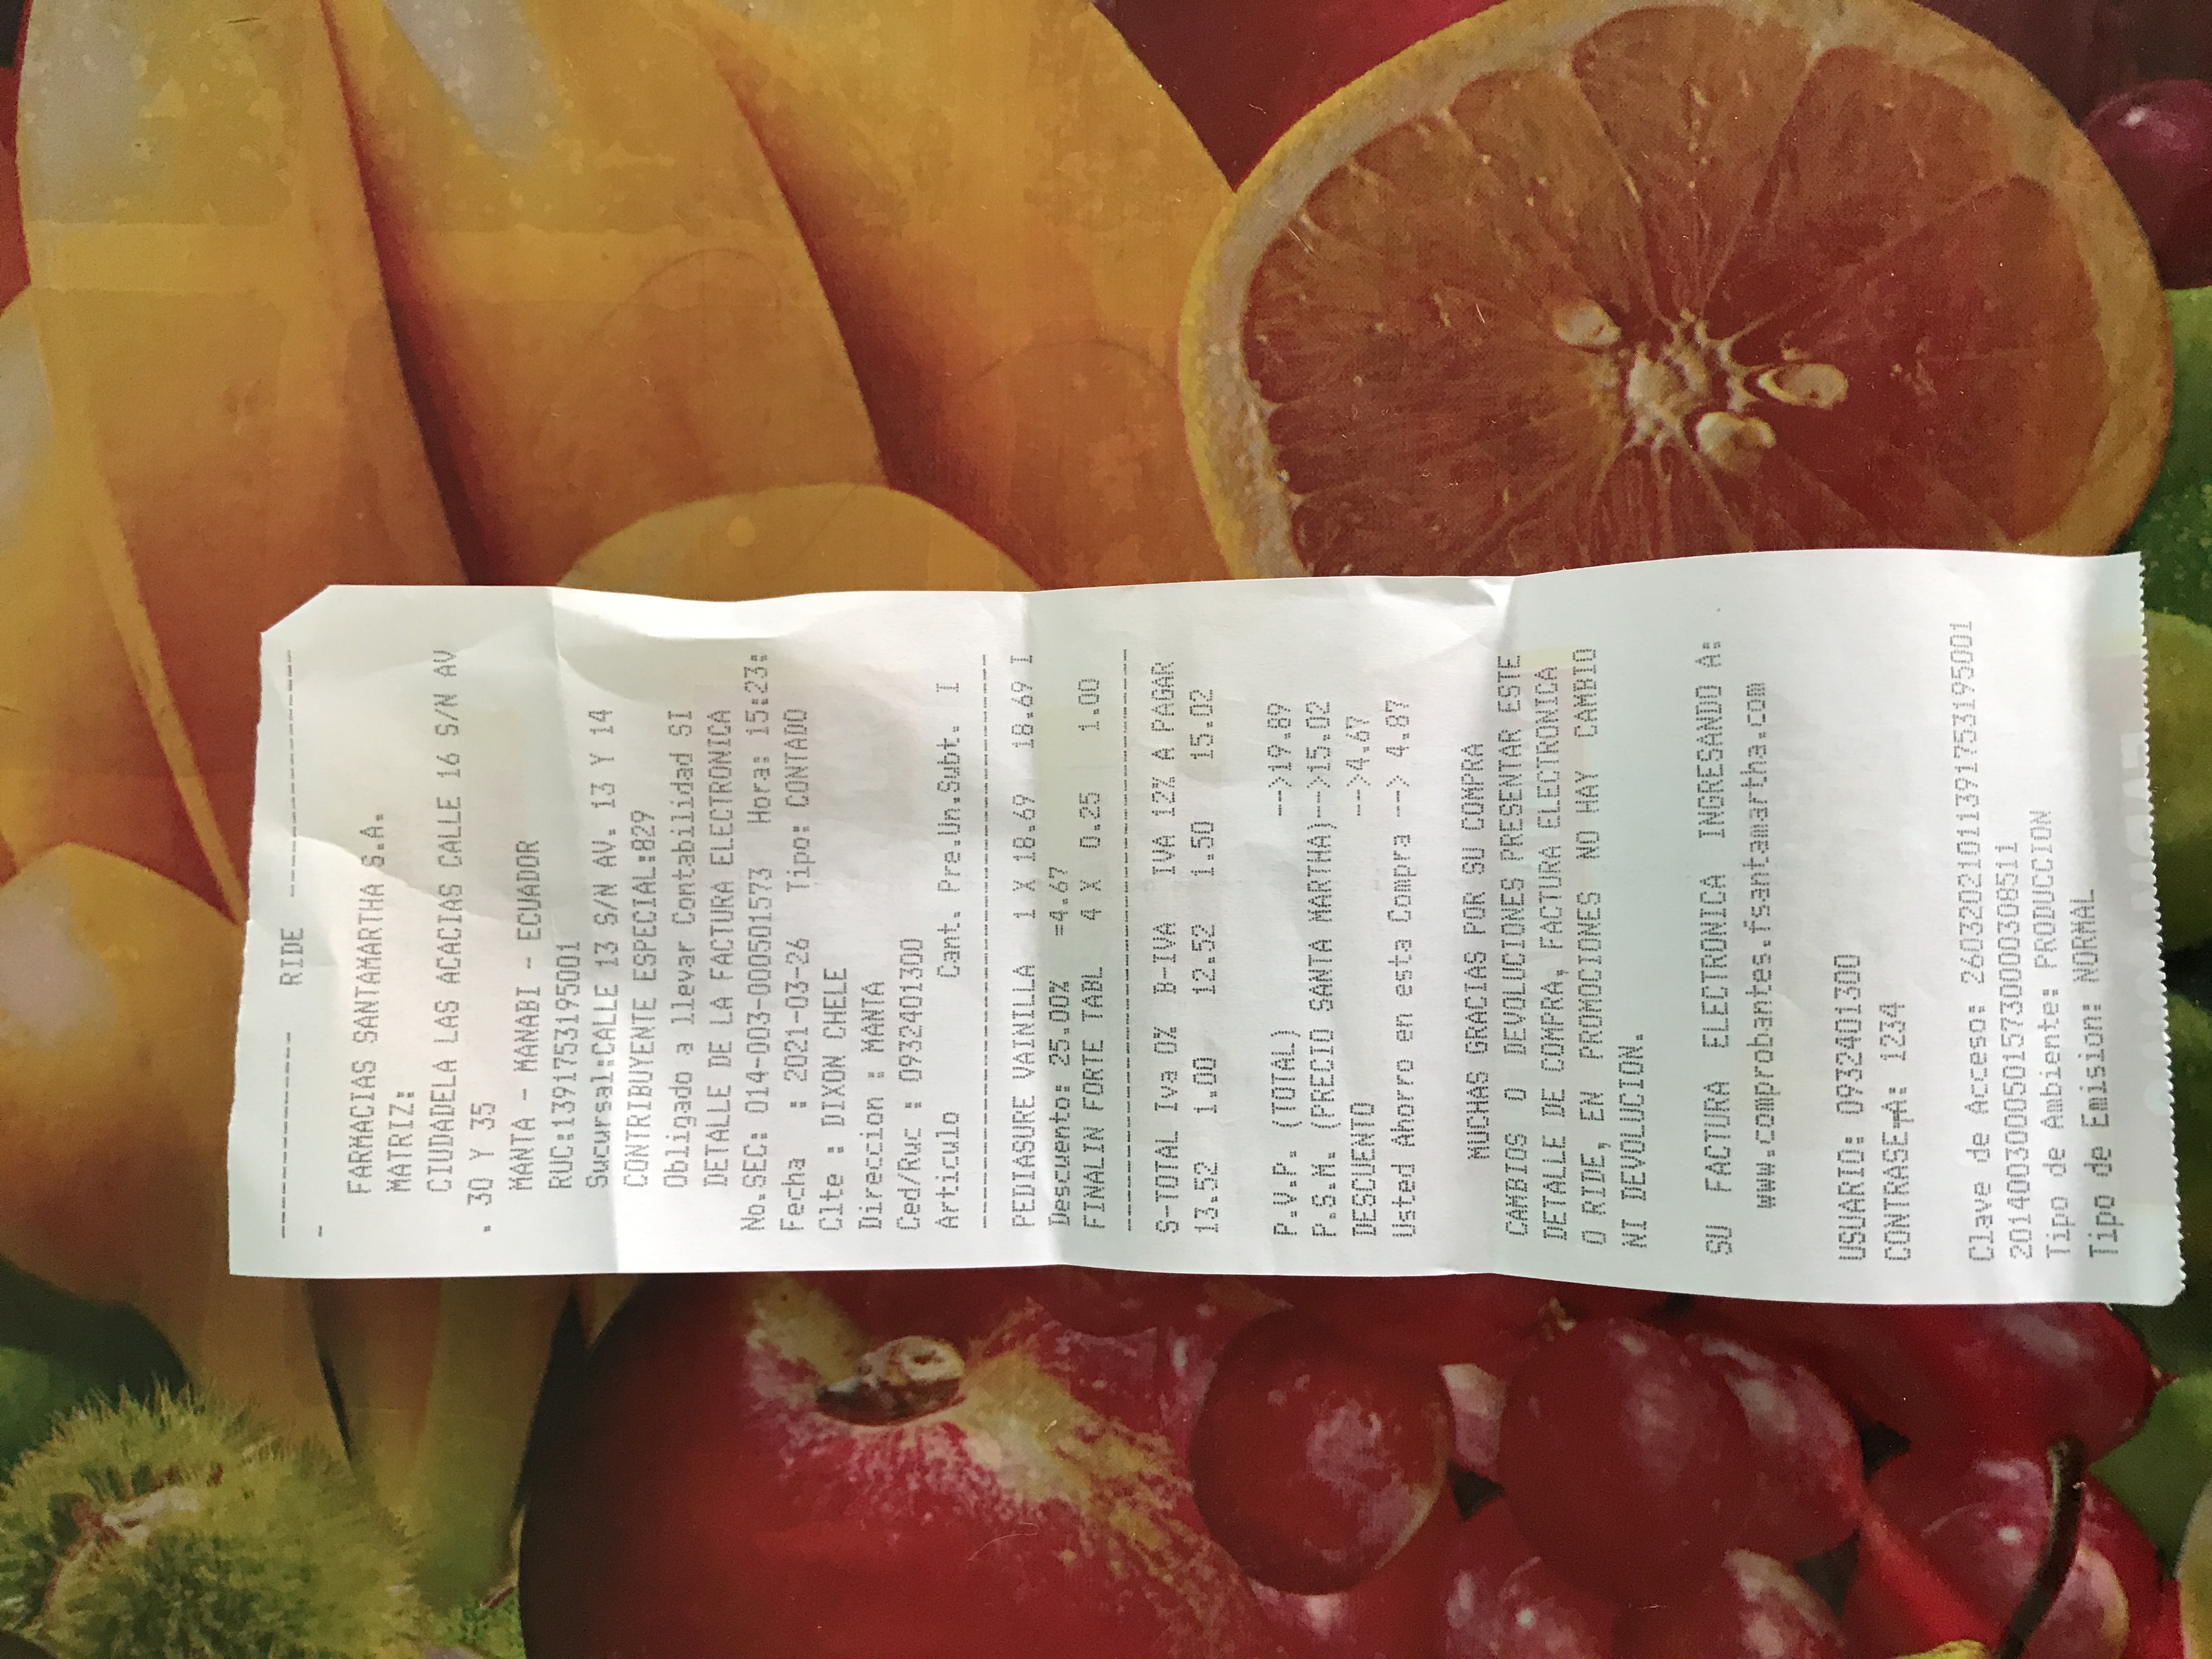 --------------- RIDE ------------------
-
FARMACIAS SANTAMARTHA S.A.
MATRIZ:
CIUDADELA LAS ACACIAS CALLE 16 S/N AV
. 30 Y 35
MANTA - MANABI - ECUADOR
RUC:1391753195001
Sucursal:CALLE 13 S/N AV. 13 Y 14
CONTRIBUYENTE ESPECIAL:829
Obligado a llevar Contabilidad SI
DETALLE DE LA FACTURA ELECTRONICA
No.SEC: 014-003-000501573 Hora: 15:23:
Fecha : 2021-03-26 Tipo: CONTADO
Clte : DIXON CHELE
Direccion : MANTA
Ced/Ruc : 0932401300
Articulo Cant. Pre.Un.Subt. I
PEDIASURE VAINILLA 1 X 18.69 18.69 I
Descuento: 25.00% =4.67
FINALIN FORTE TABL 4 X 0.25 1.00
S-TOTAL Iva 0% B-IVA IVA 12% A PAGAR
13.52 1.00 12.52 1.50 15.02
P.V.P. (TOTAL) -->19.89
P.S.M. (PRECIO SANTA MARTHA)-->15.02
DESCUENTO -->4.67
Usted Ahorro en esta Compra --> 4.87
MUCHAS GRACIAS POR SU COMPRA
CAMBIOS O DEVOLUCIONES PRESENTAR ESTE
DETALLE DE COMPRA, FACTURA ELECTRONICA
O RIDE, EN PROMOCIONES NO HAY CAMBIO
NI DEVOLUCION.
SU FACTURA ELECTRONICA INGRESANDO A:
www.comprobantes.fsantamartha.com
USUARIO: 0932401300
CONTRASE┬A: 1234
Clave de Acceso: 26032021011391753195001
20140030005015730000308511
Tipo de Ambiente: PRODUCCION
Tipo de Emision: NORMAL